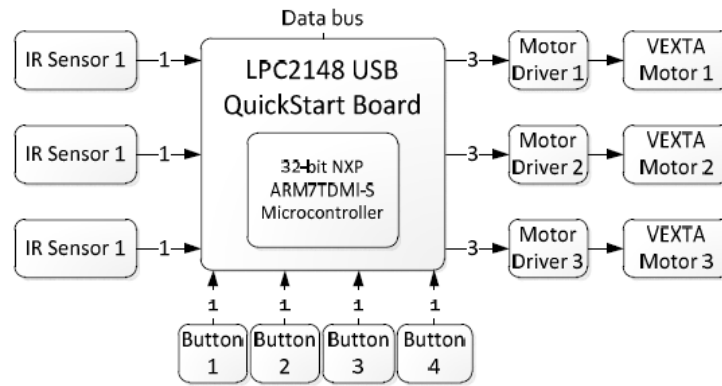 Data bus
IR Sensor 1
1
LPC2148 USB
QuickStart Board
3
Motor
Driver 1
VEXTA
Motor 1
IR Sensor 1
1
32-bit NXP
ARM7TDMI-S
Microcontroller
3
Motor
Driver 2
VEXTA
Motor 2
IR Sensor 1
1
3
Motor
Driver 3
VEXTA
Motor 3
1
1
1
1
Button
1
Button
2
Button
3
Button
4